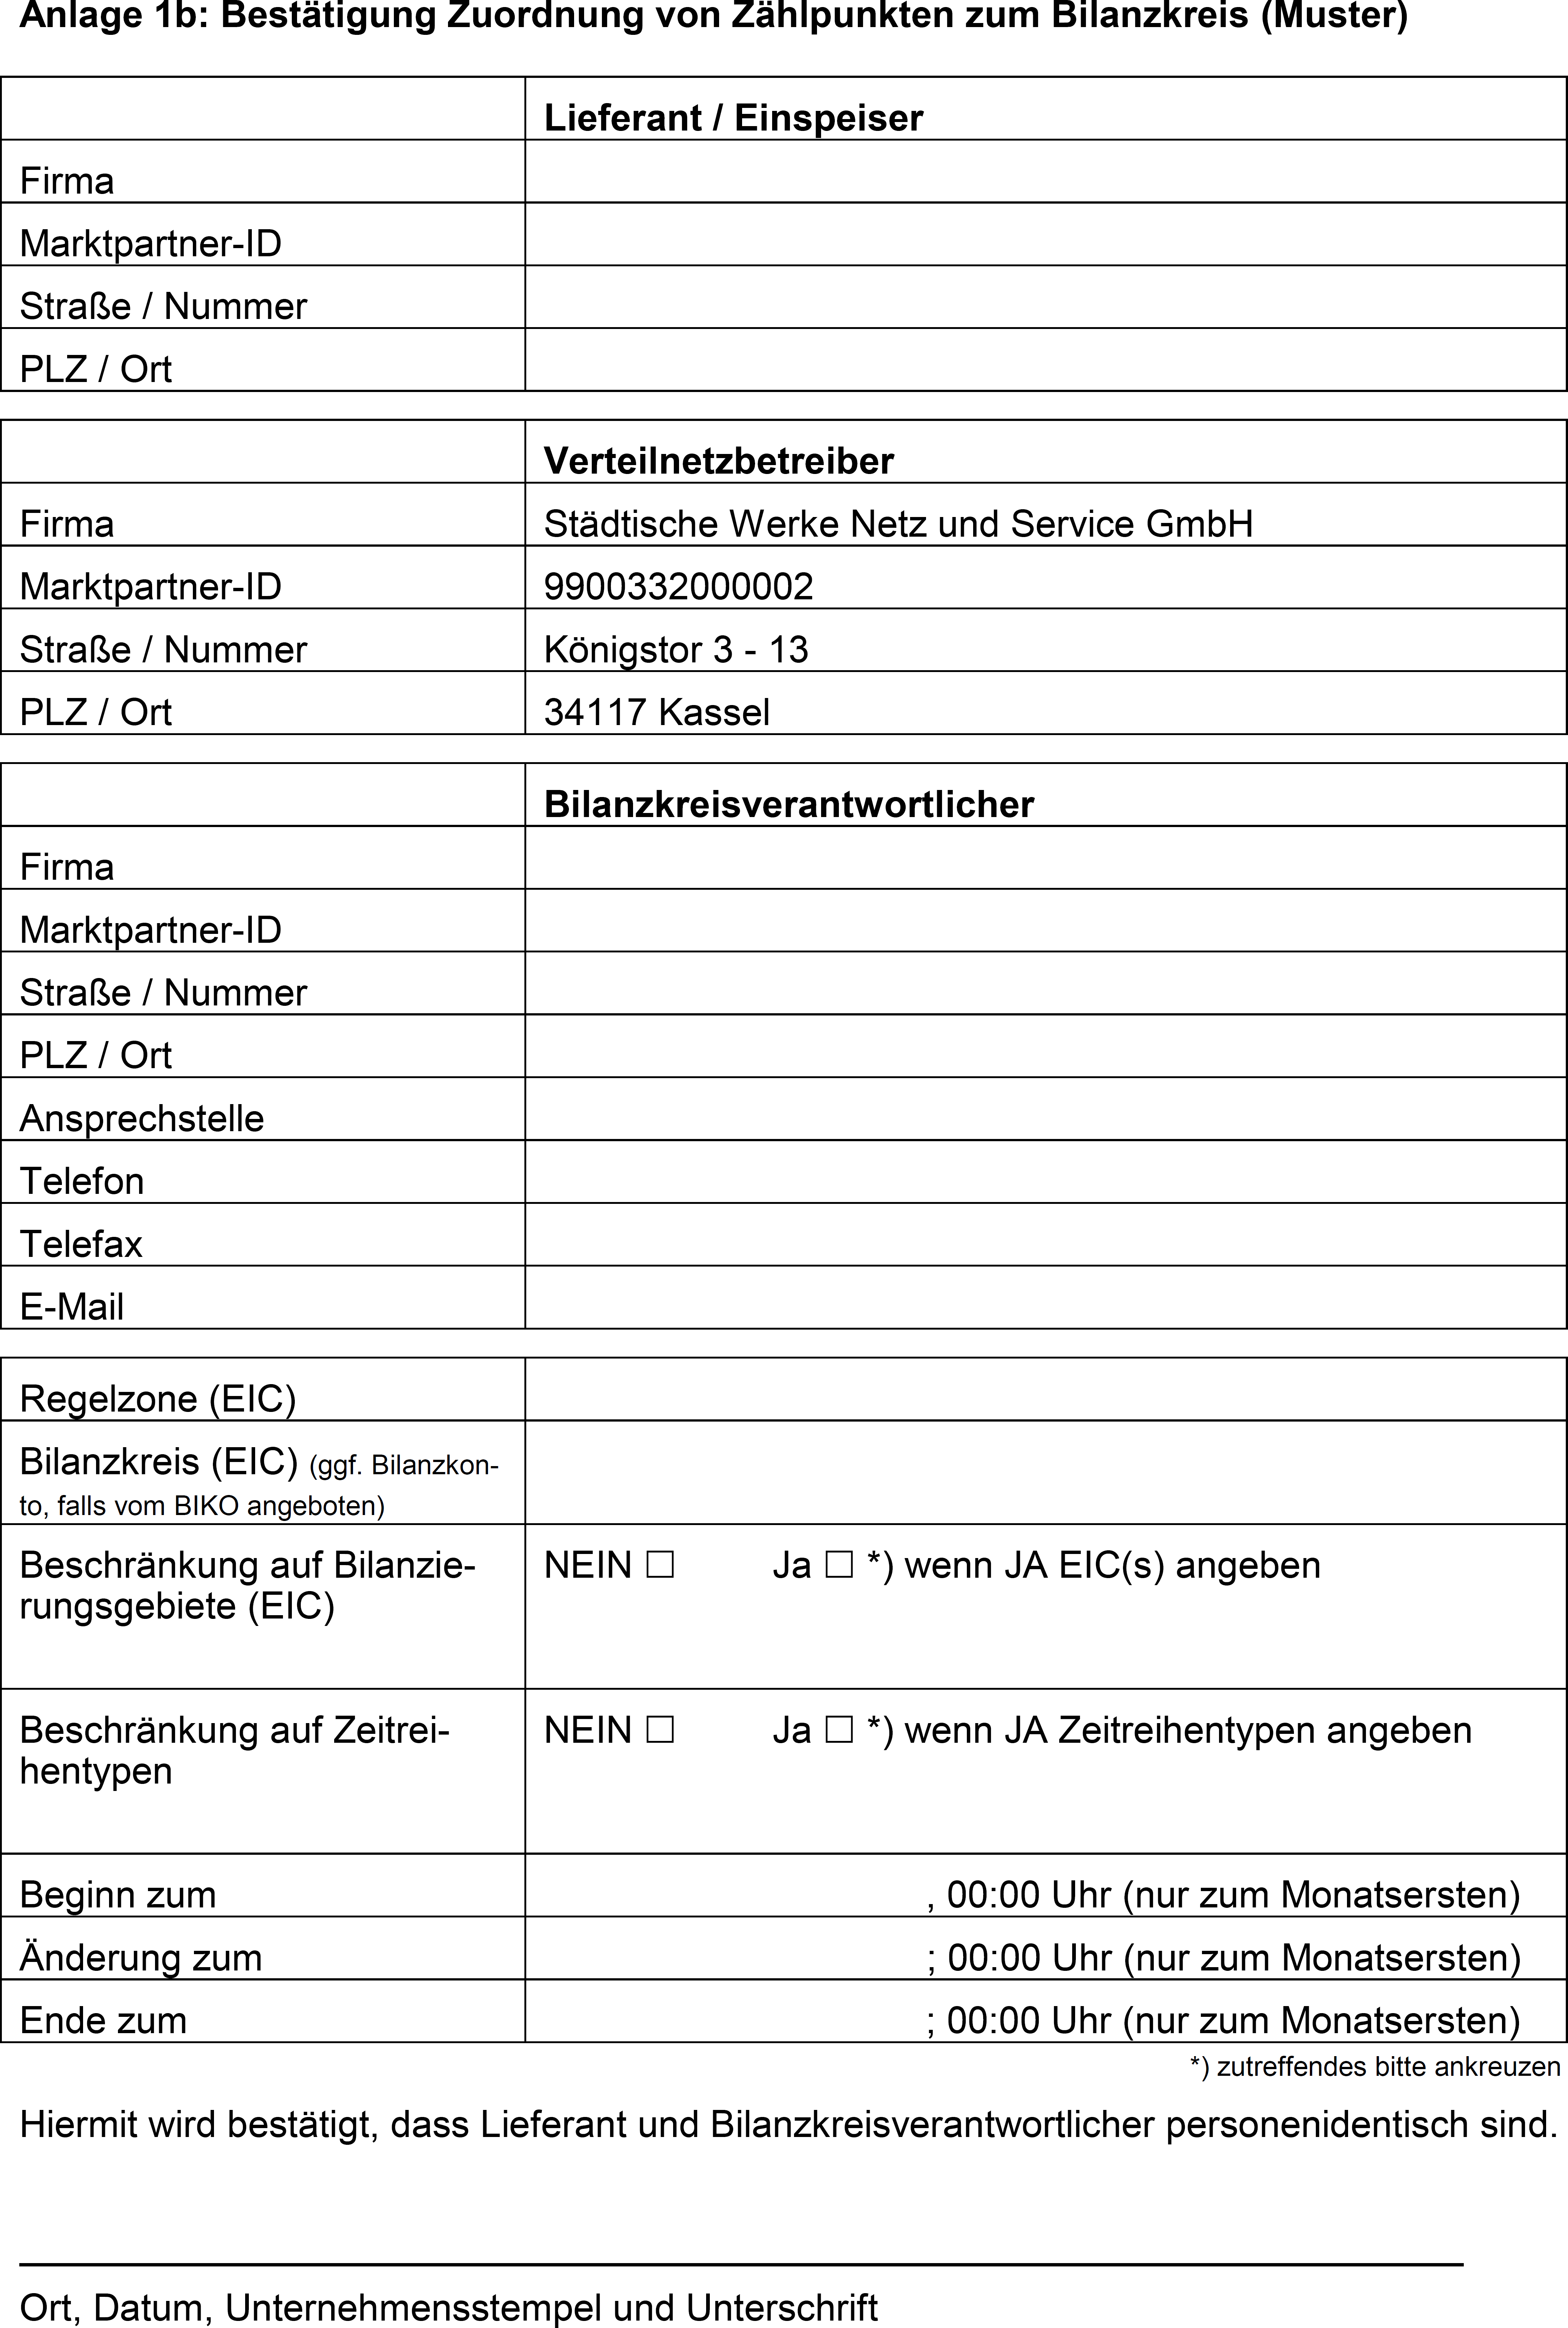 Anlage 1b: Bestätigung Zuordnung von Zählpunkten zum Bilanzkreis (Muster)
Lieferant / Einspeiser
Firma
Marktpartner-ID
Straße / Nummer
PLZ / Ort
Verteilnetzbetreiber
Firma Städtische Werke Netz und Service GmbH
Marktpartner-ID 9900332000002
Straße / Nummer Königstor 3 - 13
PLZ / Ort 34117 Kassel
Bilanzkreisverantwortlicher
Firma
Marktpartner-ID
Straße / Nummer
PLZ / Ort
Ansprechstelle
Telefon
Telefax
E-Mail
Regelzone (EIC)
Bilanzkreis (EIC) (ggf. Bilanzkon-
to, falls vom BIKO angeboten)
Beschränkung auf Bilanzie- NEIN ☐ Ja ☐ *) wenn JA EIC(s) angeben
rungsgebiete (EIC)
Beschränkung auf Zeitrei- NEIN ☐ Ja ☐ *) wenn JA Zeitreihentypen angeben
hentypen
Beginn zum , 00:00 Uhr (nur zum Monatsersten)
Änderung zum ; 00:00 Uhr (nur zum Monatsersten)
Ende zum ; 00:00 Uhr (nur zum Monatsersten)
*) zutreffendes bitte ankreuzen
Hiermit wird bestätigt, dass Lieferant und Bilanzkreisverantwortlicher personenidentisch sind.
Ort, Datum, Unternehmensstempel und Unterschrift